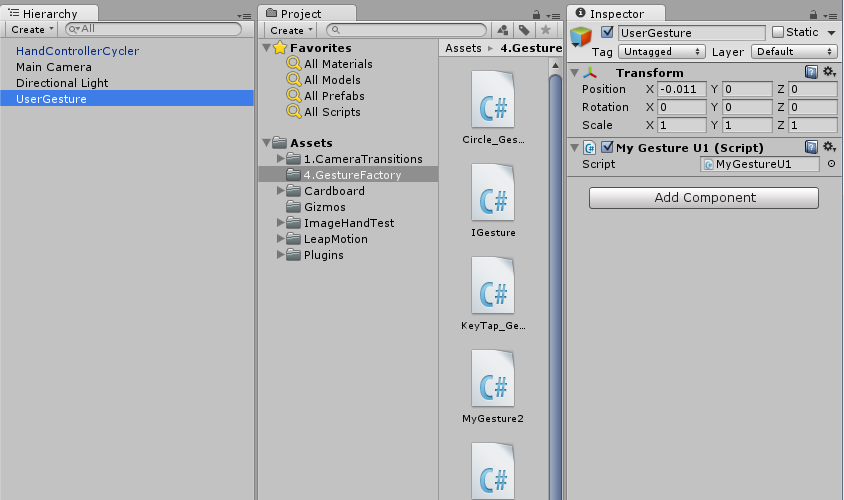 Hierarchy
Create
All
HandControllerCycler
Main Camera
Directional Light
UserGesture
Project
Create
Favorites
All Materials
All Models
All Prefabs
All Scripts
Assets
1.CameraTransitions
4.GestureFactory
Cardboard
Gizmos
ImageHandTest
LeapMotion
Plugins
Assets ▸ 4.Gesture
C#
Circle_Ges...
C#
IGesture
C#
KeyTap_Ge...
C#
MyGesture2
C#
Inspector
UserGesture Static
Tag Untagged Layer Default
Transform
Position X -0.011 Y 0 Z 0
Rotation X 0 Y 0 Z 0
Scale X 1 Y 1 Z 1
My Gesture U1 (Script)
Script MyGestureU1
Add Component